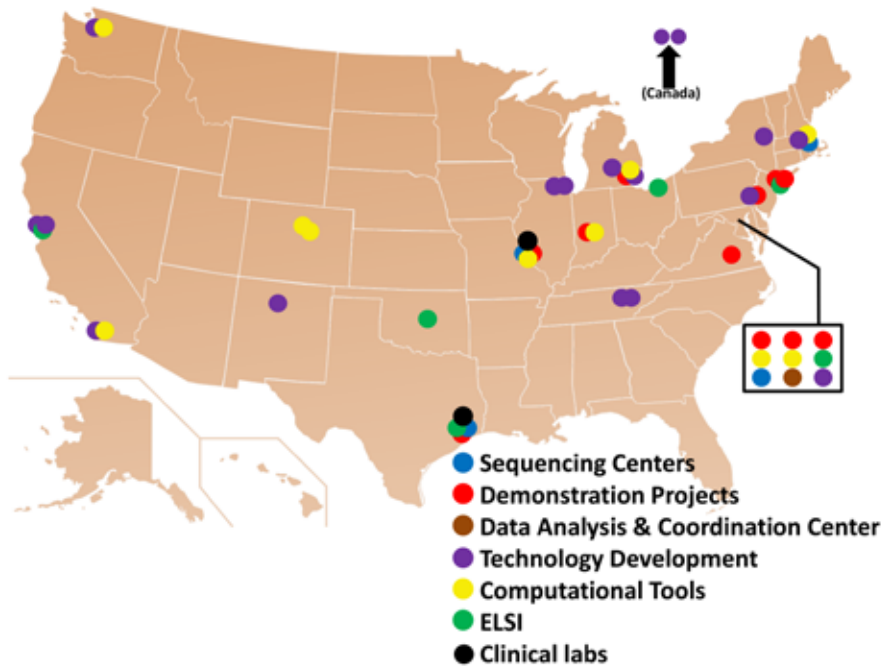 (Canada)
Sequencing Centers
Demonstration Projects
Data Analysis & Coordination Center
Technology Development
Computational Tools
ELSI
Clinical labs